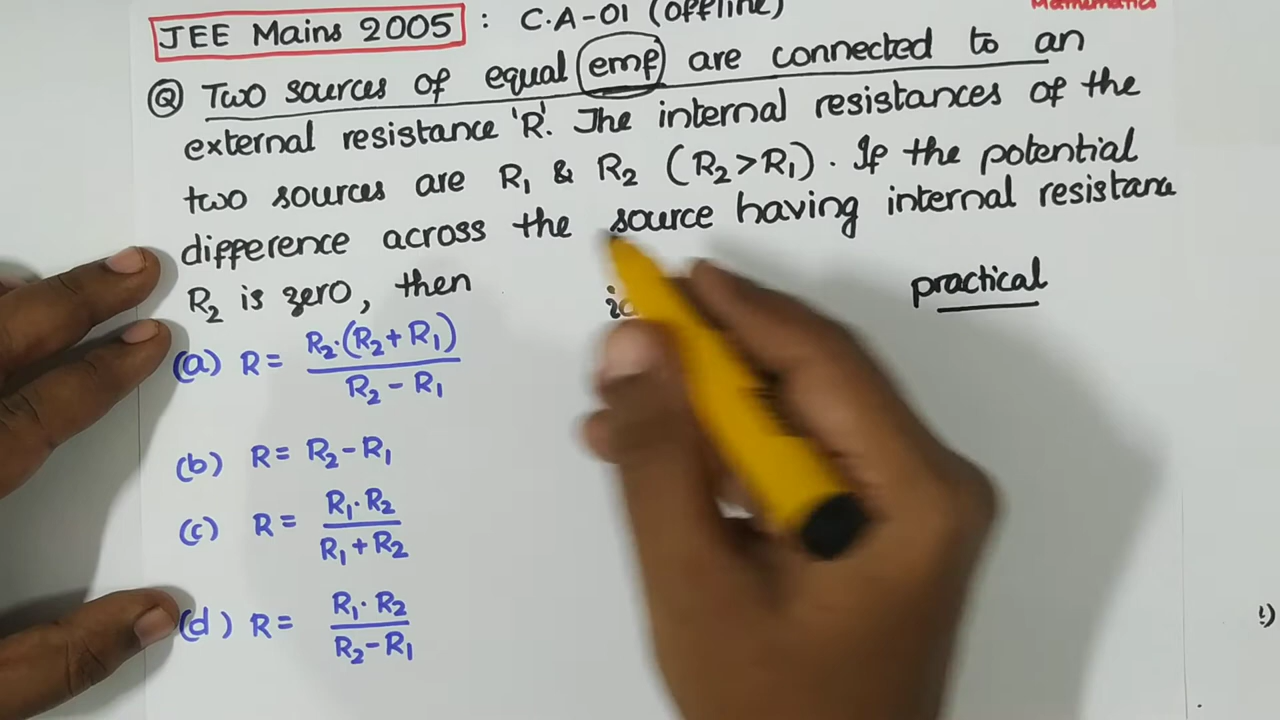 Mathematics
JEE Mains 2005 : C.A-01 (offline)
Q Two sources of equal emf are connected to an
external resistance 'R'. The internal resistances of the
two sources are R₁ & R₂ (R₂>R₁). If the potential
difference across the source having internal resistance
R₂ is zero, then
practical
(a) R= R₂.(R₂+R₁) / R₂-R₁
(b) R= R₂-R₁
(c) R= R₁.R₂ / R₁+R₂
(d) R= R₁.R₂ / R₂-R₁